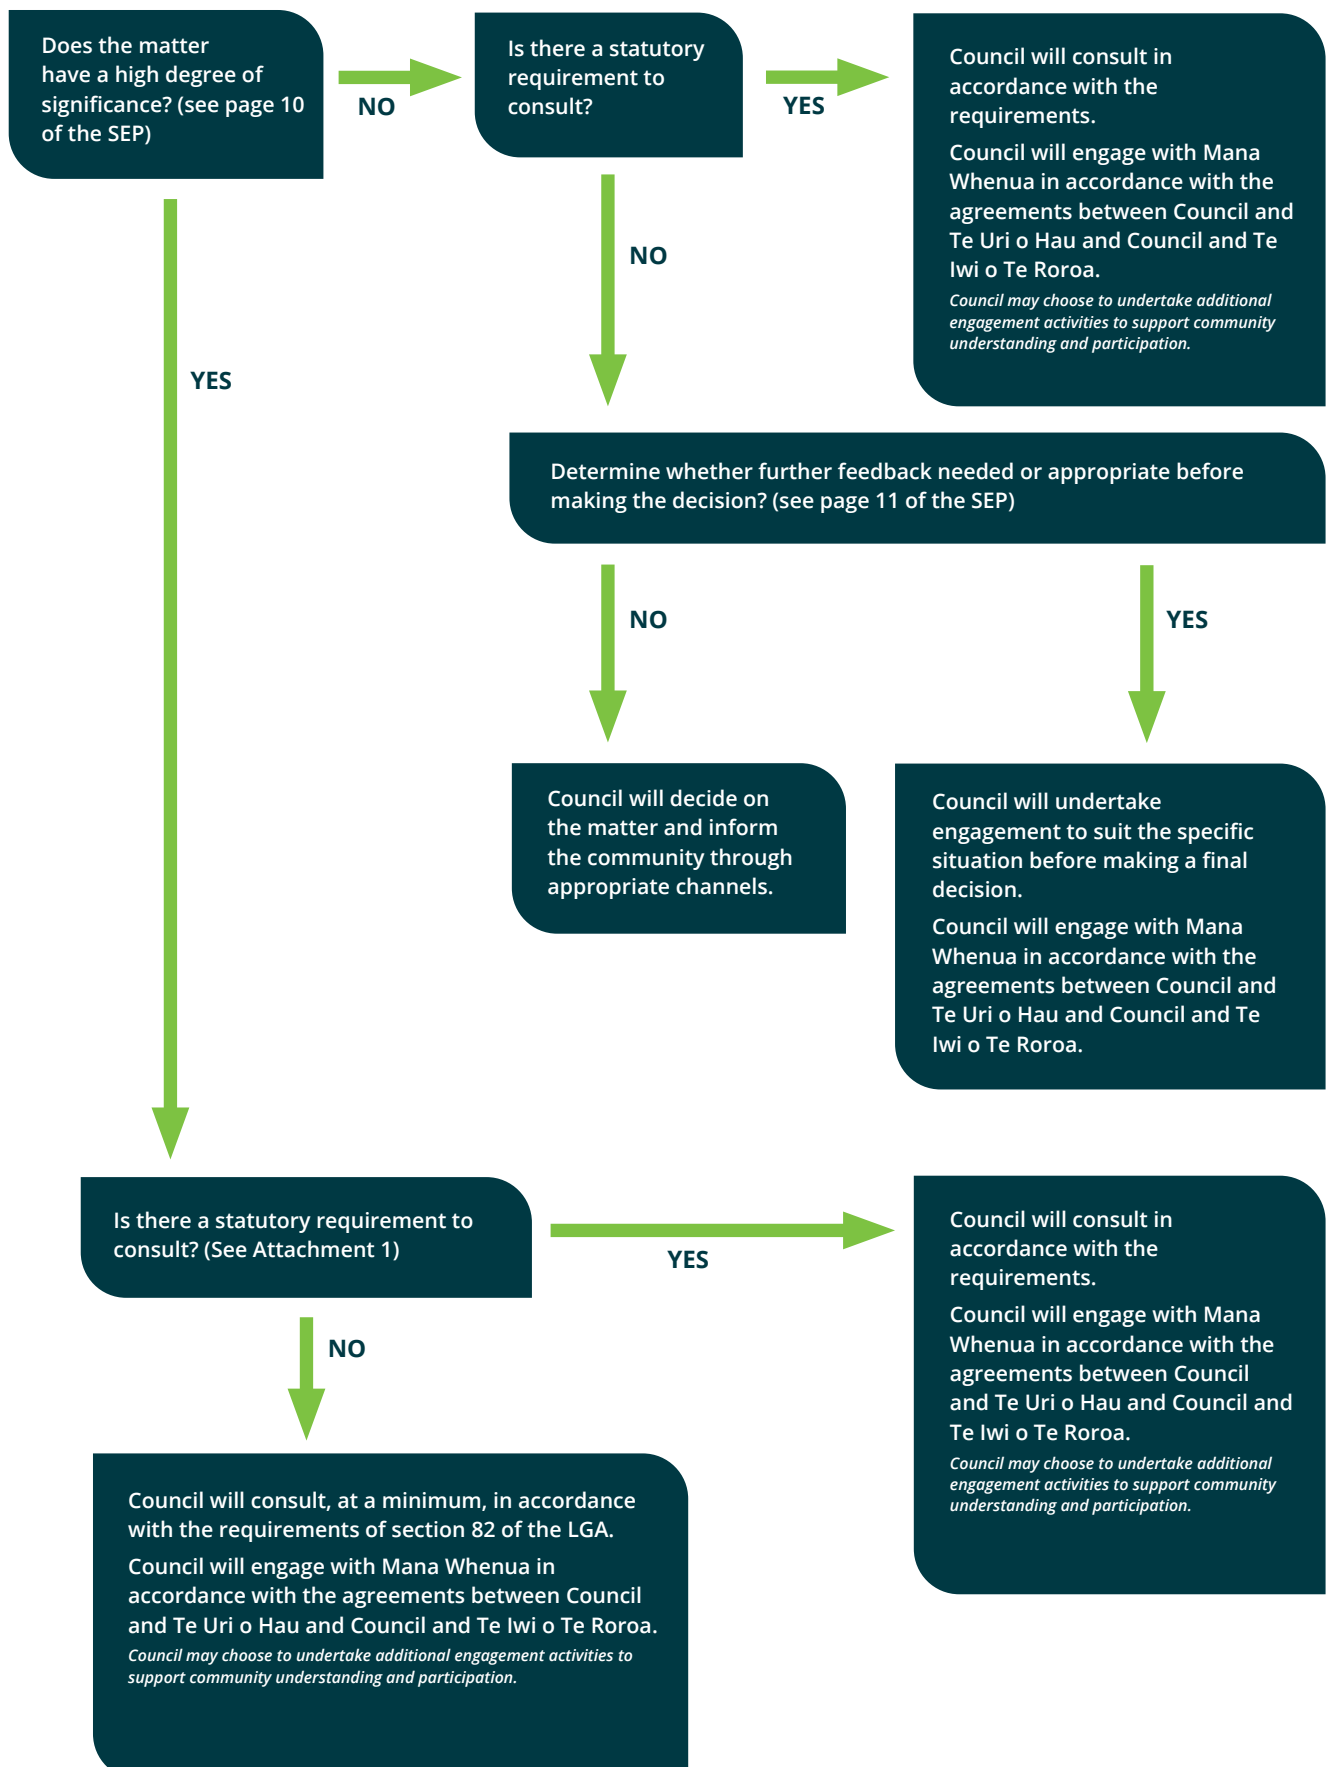 Does the matter
have a high degree of
significance? (see page 10
of the SEP)
NO
Is there a statutory
requirement to
consult?
YES
Council will consult in
accordance with the
requirements.
Council will engage with Mana
Whenua in accordance with the
agreements between Council and
Te Uri o Hau and Council and Te
Iwi o Te Roroa.
Council may choose to undertake additional
engagement activities to support community
understanding and participation.
NO
YES
Determine whether further feedback needed or appropriate before
making the decision? (see page 11 of the SEP)
NO
YES
Council will decide on
the matter and inform
the community through
appropriate channels.
Council will undertake
engagement to suit the specific
situation before making a final
decision.
Council will engage with Mana
Whenua in accordance with the
agreements between Council and
Te Uri o Hau and Council and Te
Iwi o Te Roroa.
Is there a statutory requirement to
consult? (See Attachment 1)
YES
Council will consult in
accordance with the
requirements.
Council will engage with Mana
Whenua in accordance with the
agreements between Council
and Te Uri o Hau and Council and
Te Iwi o Te Roroa.
Council may choose to undertake additional
engagement activities to support community
understanding and participation.
NO
Council will consult, at a minimum, in accordance
with the requirements of section 82 of the LGA.
Council will engage with Mana Whenua in
accordance with the agreements between Council
and Te Uri o Hau and Council and Te Iwi o Te Roroa.
Council may choose to undertake additional engagement activities to
support community understanding and participation.